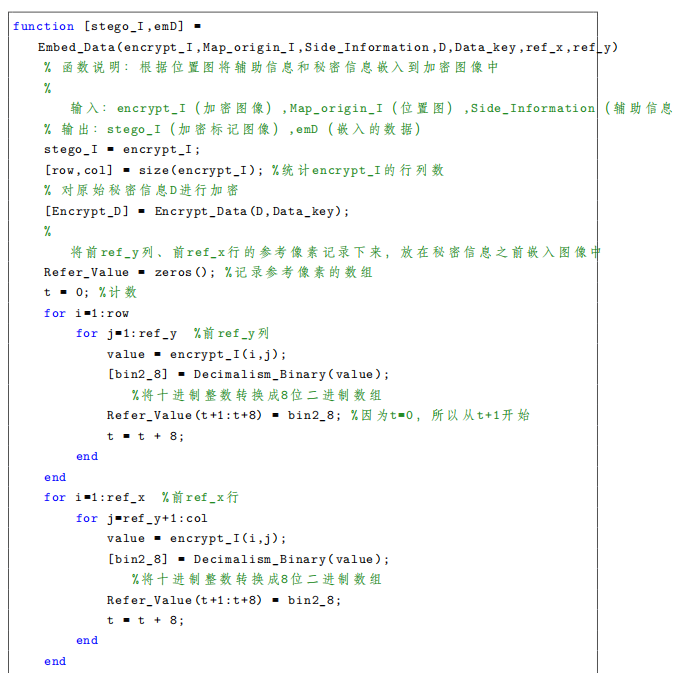 function [stego_I,emD] =
Embed_Data(encrypt_I,Map_origin_I,Side_Information,D,Data_key,ref_x,ref_y)
% 函数说明：根据位置图将辅助信息和秘密信息嵌入到加密图像中
%
输入：encrypt_I（加密图像）,Map_origin_I（位置图）,Side_Information（辅助信息
% 输出：stego_I（加密标记图像）,emD（嵌入的数据）
stego_I = encrypt_I;
[row,col] = size(encrypt_I); %统计encrypt_I的行列数
% 对原始秘密信息D进行加密
[Encrypt_D] = Encrypt_Data(D,Data_key);
%
将前ref_y列、前ref_x行的参考像素记录下来，放在秘密信息之前嵌入图像中
Refer_Value = zeros(); %记录参考像素的数组
t = 0; %计数
for i=1:row
for j=1:ref_y %前ref_y列
value = encrypt_I(i,j);
[bin2_8] = Decimalism_Binary(value);
%将十进制整数转换成8位二进制数组
Refer_Value(t+1:t+8) = bin2_8; %因为t=0，所以从t+1开始
t = t + 8;
end
end
for i=1:ref_x %前ref_x行
for j=ref_y+1:col
value = encrypt_I(i,j);
[bin2_8] = Decimalism_Binary(value);
%将十进制整数转换成8位二进制数组
Refer_Value(t+1:t+8) = bin2_8;
t = t + 8;
end
end